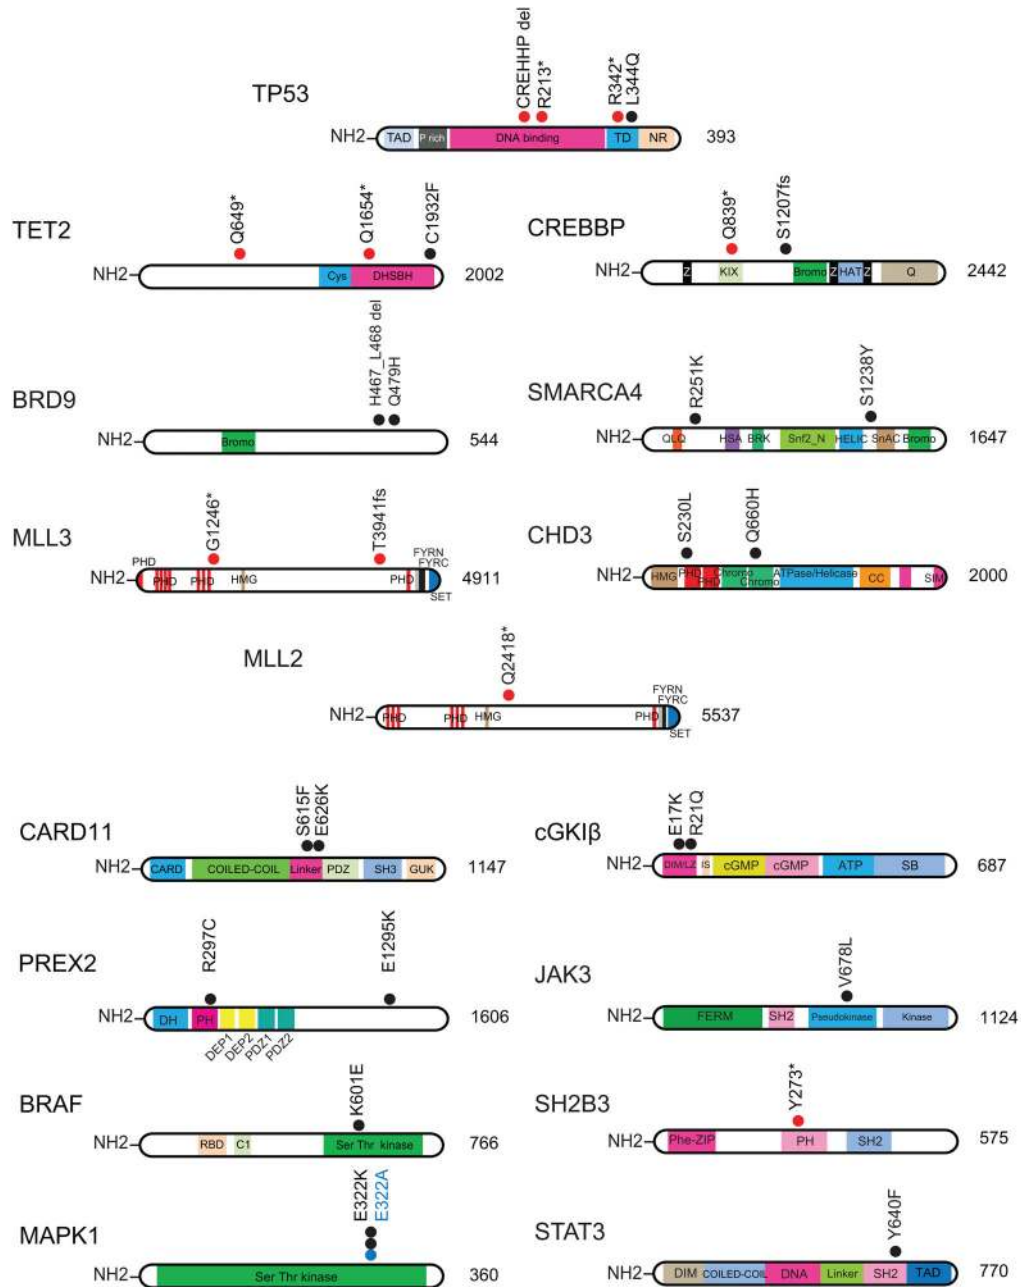 TP53
CREHHP del
R213*
R342*
L344Q
NH2
TAD
P rich
DNA binding
TD
NR
393
TET2
Q649*
Q1654*
C1932F
NH2
Cys
DHSBH
2002
CREBBP
Q839*
S1207fs
NH2
Z
KIX
Bromo
Z
HAT
Z
Q
2442
BRD9
H467_L468 del
Q479H
NH2
Bromo
544
SMARCA4
R251K
S1238Y
NH2
QLQ
HSA
BRK
Snf2_N
HELIC
SnAC
Bromo
1647
MLL3
G1246*
T3941fs
NH2
PHD
PHD
PHD
HMG
PHD
FYRN
FYRC
SET
4911
CHD3
S230L
Q660H
NH2
HMG
PHD
PHD
Chromo
Chromo
ATPase/Helicase
CC
SIM
2000
MLL2
Q2418*
NH2
PHD
PHD
HMG
PHD
FYRN
FYRC
SET
5537
CARD11
S615F
E626K
NH2
CARD
COILED-COIL
Linker
PDZ
SH3
GUK
1147
cGKIβ
E17K
R21Q
NH2
DIM/LZ
IS
cGMP
cGMP
ATP
SB
687
PREX2
R297C
E1295K
NH2
DH
PH
DEP1
DEP2
PDZ1
PDZ2
1606
JAK3
V678L
NH2
FERM
SH2
Pseudokinase
Kinase
1124
BRAF
K601E
NH2
RBD
C1
Ser Thr kinase
766
SH2B3
Y273*
NH2
Phe-ZIP
PH
SH2
575
MAPK1
E322K
E322A
NH2
Ser Thr kinase
360
STAT3
Y640F
NH2
DIM
COILED-COIL
DNA
Linker
SH2
TAD
770